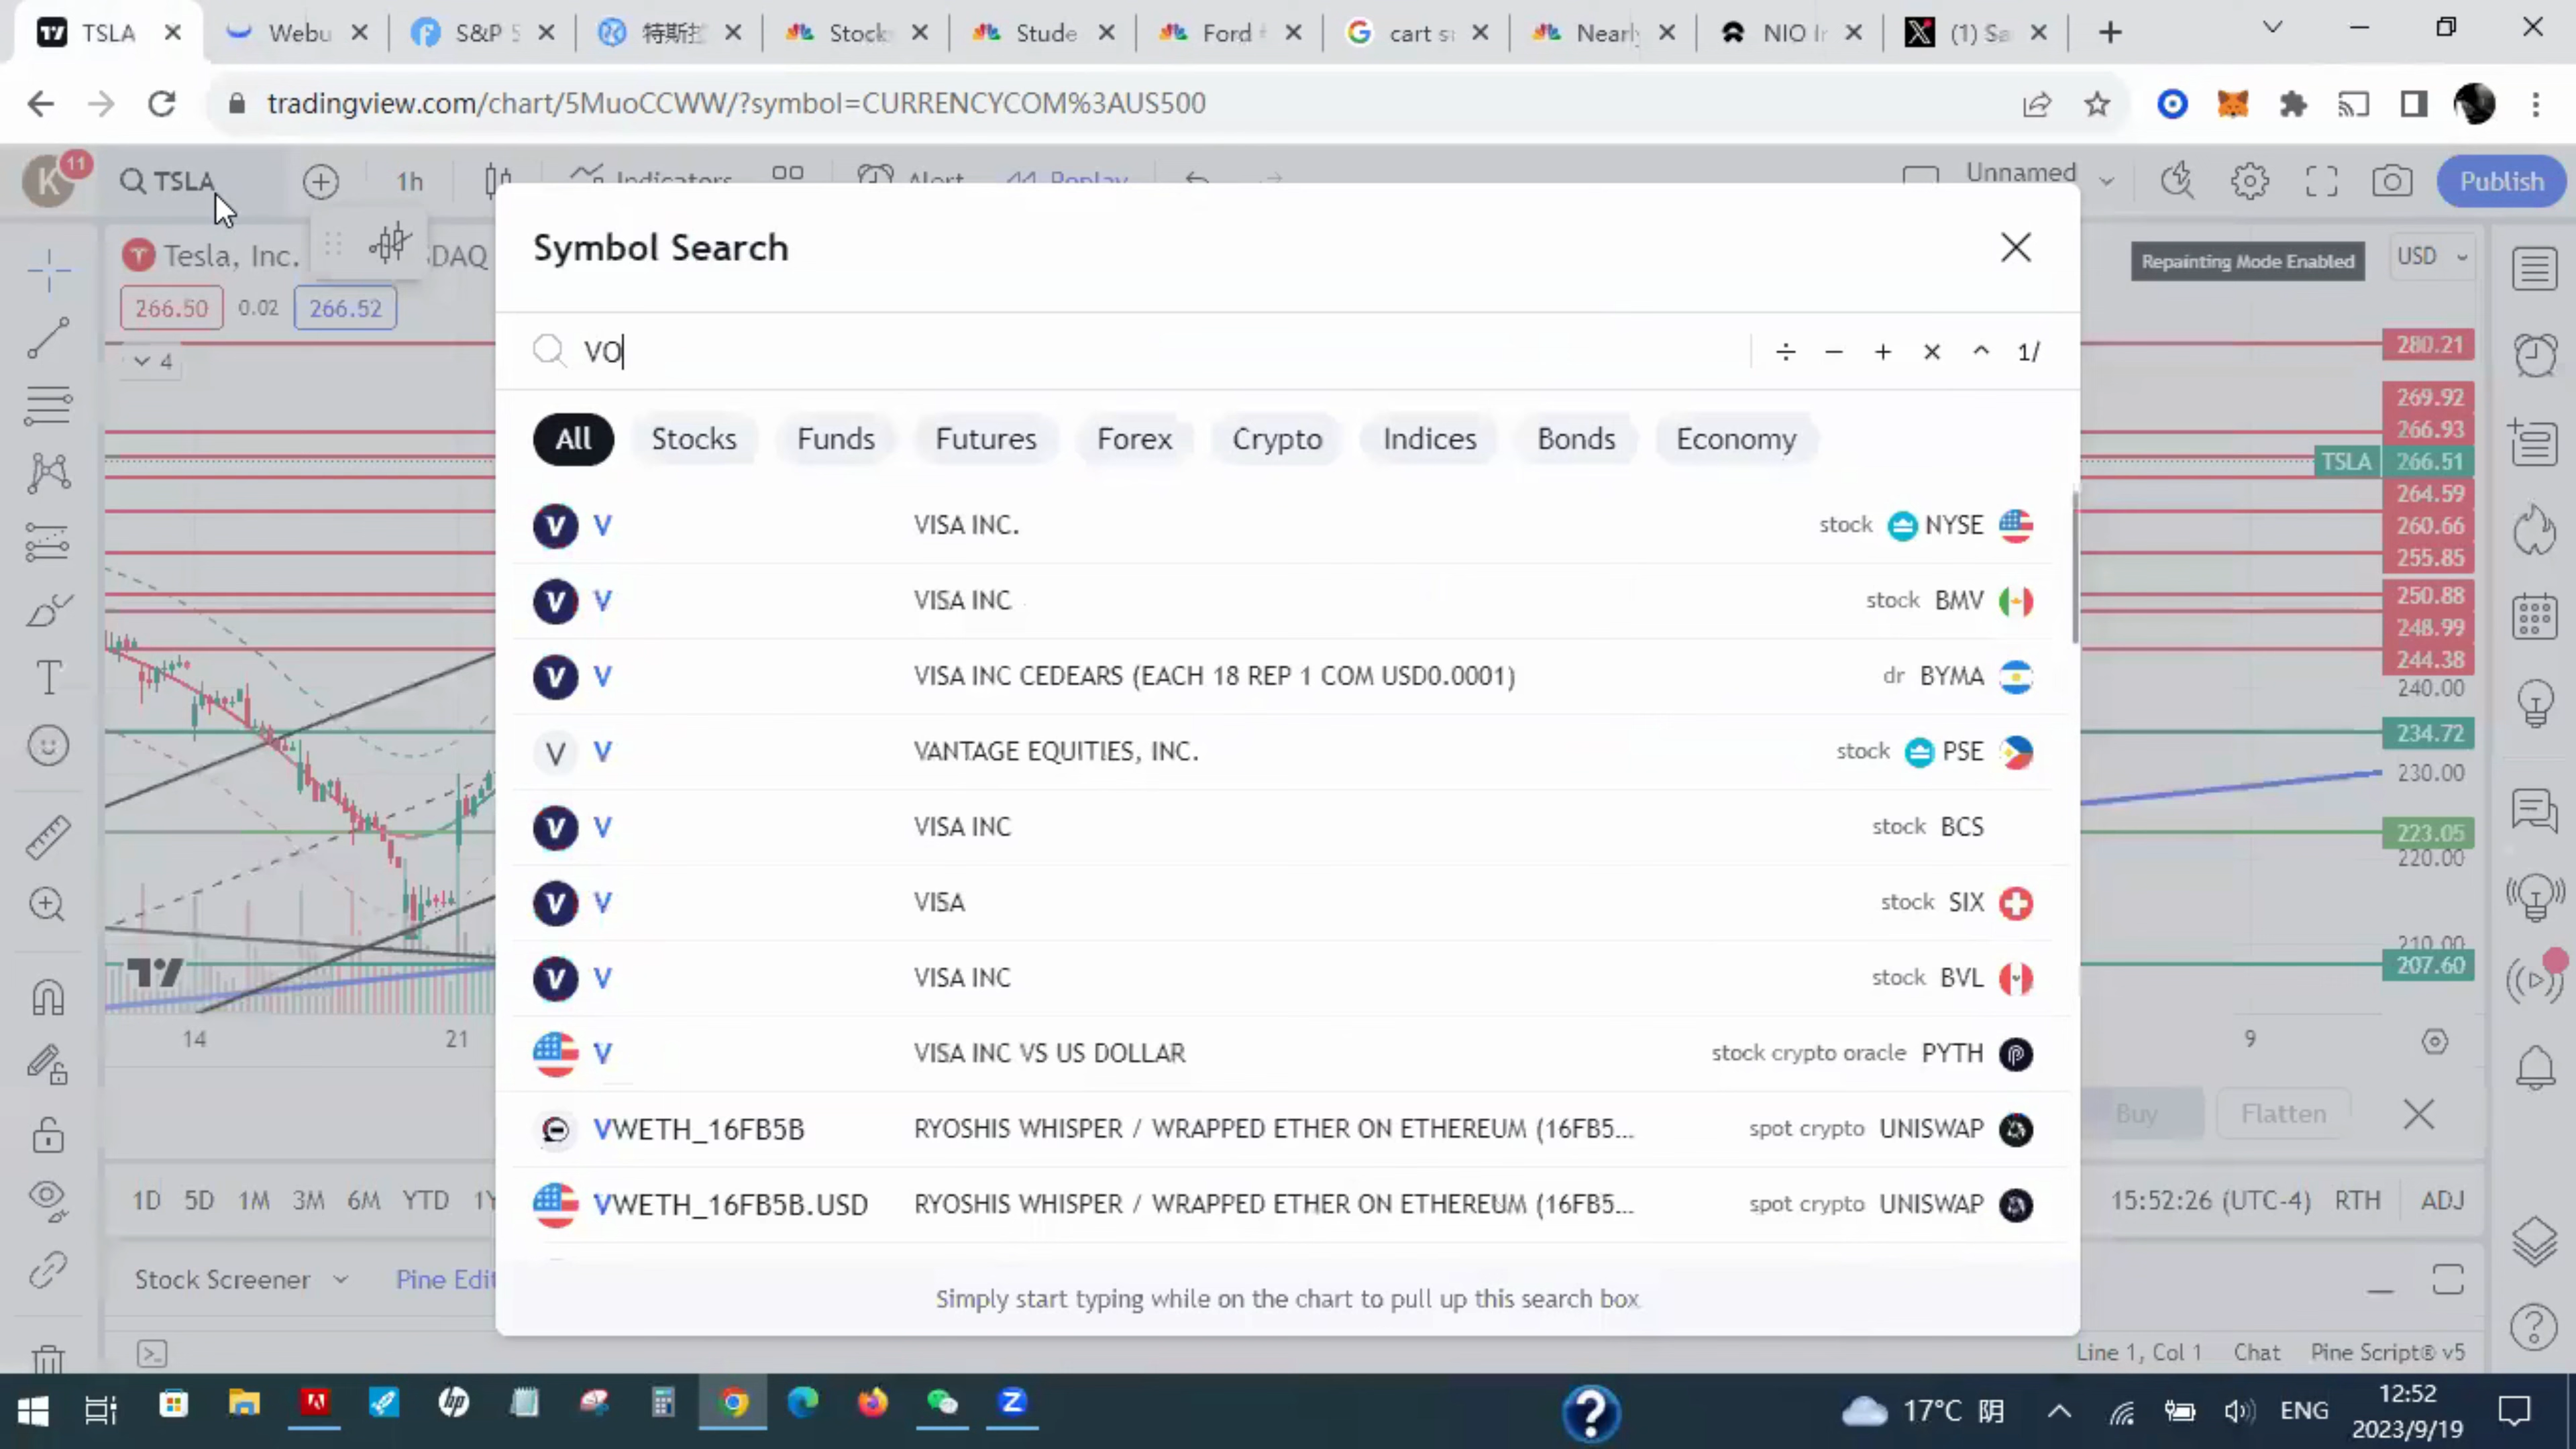 TSLA
Webu
S&P 5
特斯拉
Stock
Stude
Ford
cart s
Nearl
NIO Ir
(1) Sa
tradingview.com/chart/5MuoCCWW/?symbol=CURRENCYCOM%3AUS500
K
11
TSLA
1h
Indicators
Alert
Replay
Unnamed
Publish
Tesla, Inc.
SDAQ
266.50
0.02
266.52
4
Repainting Mode Enabled
USD
Symbol Search
VO
÷ − + × ^ 1/
All Stocks Funds Futures Forex Crypto Indices Bonds Economy
V V VISA INC. stock NYSE
V V VISA INC stock BMV
V V VISA INC CEDEARS (EACH 18 REP 1 COM USD0.0001) dr BYMA
V V VANTAGE EQUITIES, INC. stock PSE
V V VISA INC stock BCS
V V VISA stock SIX
V V VISA INC stock BVL
V VISA INC VS US DOLLAR stock crypto oracle PYTH
VWETH_16FB5B RYOSHIS WHISPER / WRAPPED ETHER ON ETHEREUM (16FB5... spot crypto UNISWAP
VWETH_16FB5B.USD RYOSHIS WHISPER / WRAPPED ETHER ON ETHEREUM (16FB5... spot crypto UNISWAP
Simply start typing while on the chart to pull up this search box
280.21
269.92
266.93
TSLA 266.51
264.59
260.66
255.85
250.88
248.99
244.38
240.00
234.72
230.00
223.05
220.00
210.00
207.60
14
21
9
Buy
Flatten
1D 5D 1M 3M 6M YTD 1Y
15:52:26 (UTC-4) RTH ADJ
Stock Screener
Pine Edit
Line 1, Col 1 Chat Pine Script® v5
17°C 阴
ENG
12:52
2023/9/19